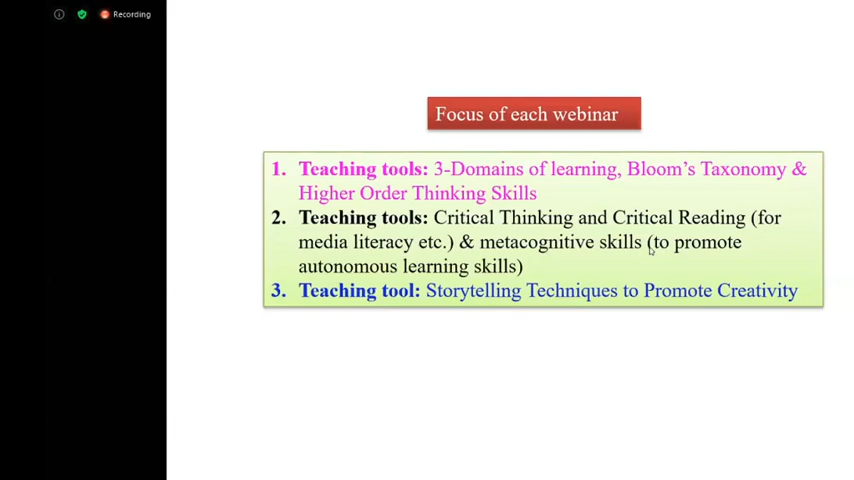 Recording
Focus of each webinar
1. Teaching tools: 3-Domains of learning, Bloom's Taxonomy &
Higher Order Thinking Skills
2. Teaching tools: Critical Thinking and Critical Reading (for
media literacy etc.) & metacognitive skills (to promote
autonomous learning skills)
3. Teaching tool: Storytelling Techniques to Promote Creativity